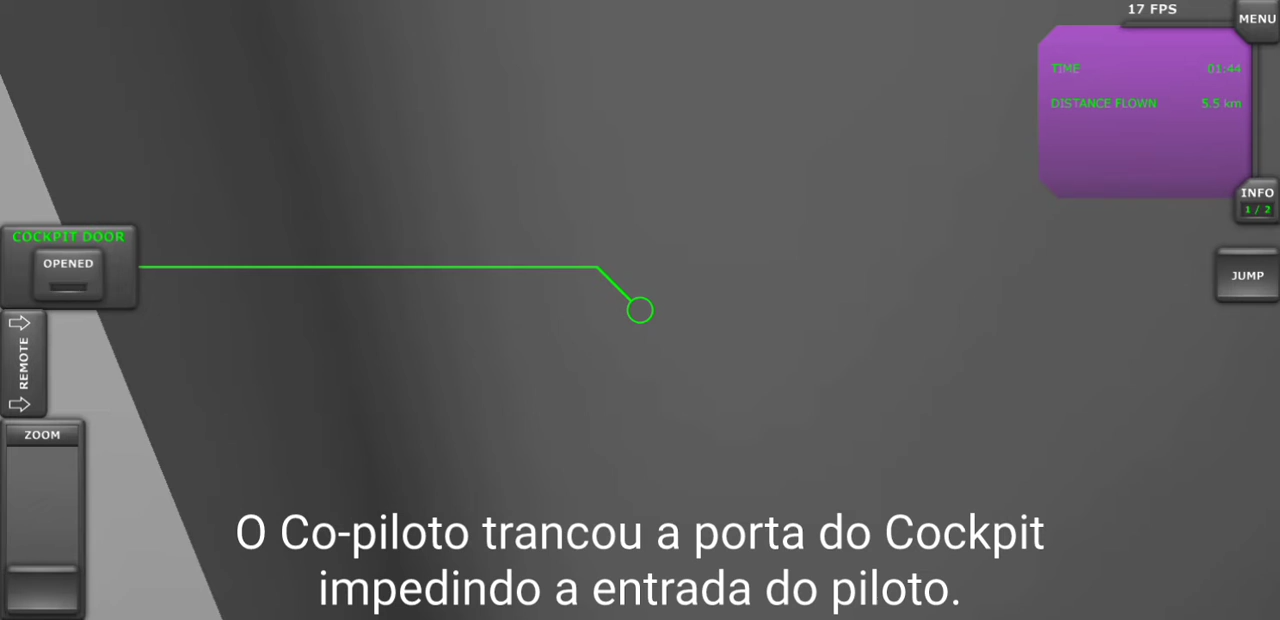 17 FPS
MENU
TIME 01:44
DISTANCE FLOWN 5.5 km
INFO
1 / 2
COCKPIT DOOR
OPENED
JUMP
REMOTE
ZOOM
O Co-piloto trancou a porta do Cockpit
impedindo a entrada do piloto.